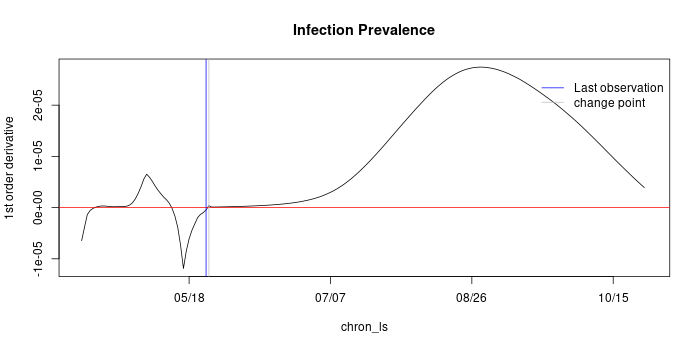 Infection Prevalence
1st order derivative
2e-05
1e-05
0e+00
-1e-05
Last observation
change point
05/18
07/07
08/26
10/15
chron_ls